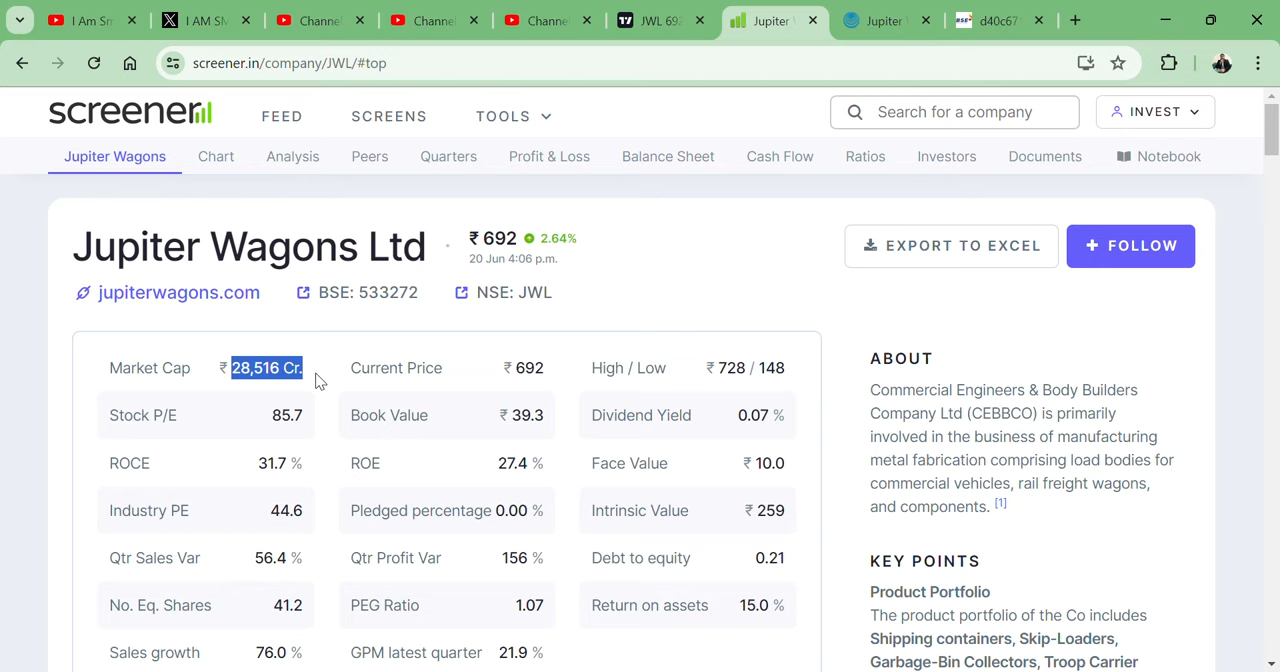 I Am Sm
I AM SM
Channel
Channel
Channe
JWL 692
Jupiter W
Jupiter
BSE
d40c67
screener.in/company/JWL/#top
screener
FEED
SCREENS
TOOLS
Search for a company
INVEST
Jupiter Wagons
Chart
Analysis
Peers
Quarters
Profit & Loss
Balance Sheet
Cash Flow
Ratios
Investors
Documents
Notebook
Jupiter Wagons Ltd
₹ 692 2.64%
20 Jun 4:06 p.m.
EXPORT TO EXCEL
+ FOLLOW
jupiterwagons.com
BSE: 533272
NSE: JWL
Market Cap ₹ 28,516 Cr.
Current Price ₹ 692
High / Low ₹ 728 / 148
Stock P/E 85.7
Book Value ₹ 39.3
Dividend Yield 0.07 %
ROCE 31.7 %
ROE 27.4 %
Face Value ₹ 10.0
Industry PE 44.6
Pledged percentage 0.00 %
Intrinsic Value ₹ 259
Qtr Sales Var 56.4 %
Qtr Profit Var 156 %
Debt to equity 0.21
No. Eq. Shares 41.2
PEG Ratio 1.07
Return on assets 15.0 %
Sales growth 76.0 %
GPM latest quarter 21.9 %
ABOUT
Commercial Engineers & Body Builders
Company Ltd (CEBBCO) is primarily
involved in the business of manufacturing
metal fabrication comprising load bodies for
commercial vehicles, rail freight wagons,
and components. [1]
KEY POINTS
Product Portfolio
The product portfolio of the Co includes
Shipping containers, Skip-Loaders,
Garbage-Bin Collectors, Troop Carrier